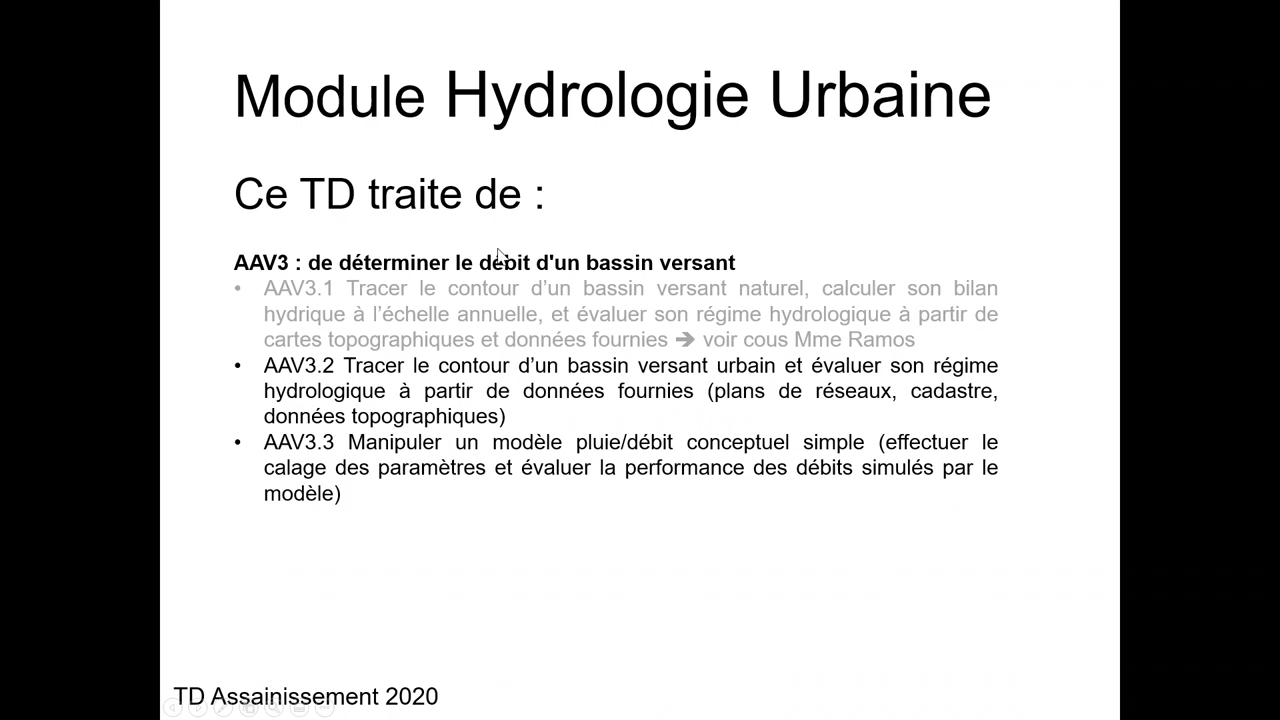 Module Hydrologie Urbaine
Ce TD traite de :
AAV3 : de déterminer le débit d'un bassin versant
• AAV3.1 Tracer le contour d’un bassin versant naturel, calculer son bilan
hydrique à l’échelle annuelle, et évaluer son régime hydrologique à partir de
cartes topographiques et données fournies ➔ voir cous Mme Ramos
• AAV3.2 Tracer le contour d’un bassin versant urbain et évaluer son régime
hydrologique à partir de données fournies (plans de réseaux, cadastre,
données topographiques)
• AAV3.3 Manipuler un modèle pluie/débit conceptuel simple (effectuer le
calage des paramètres et évaluer la performance des débits simulés par le
modèle)
TD Assainissement 2020